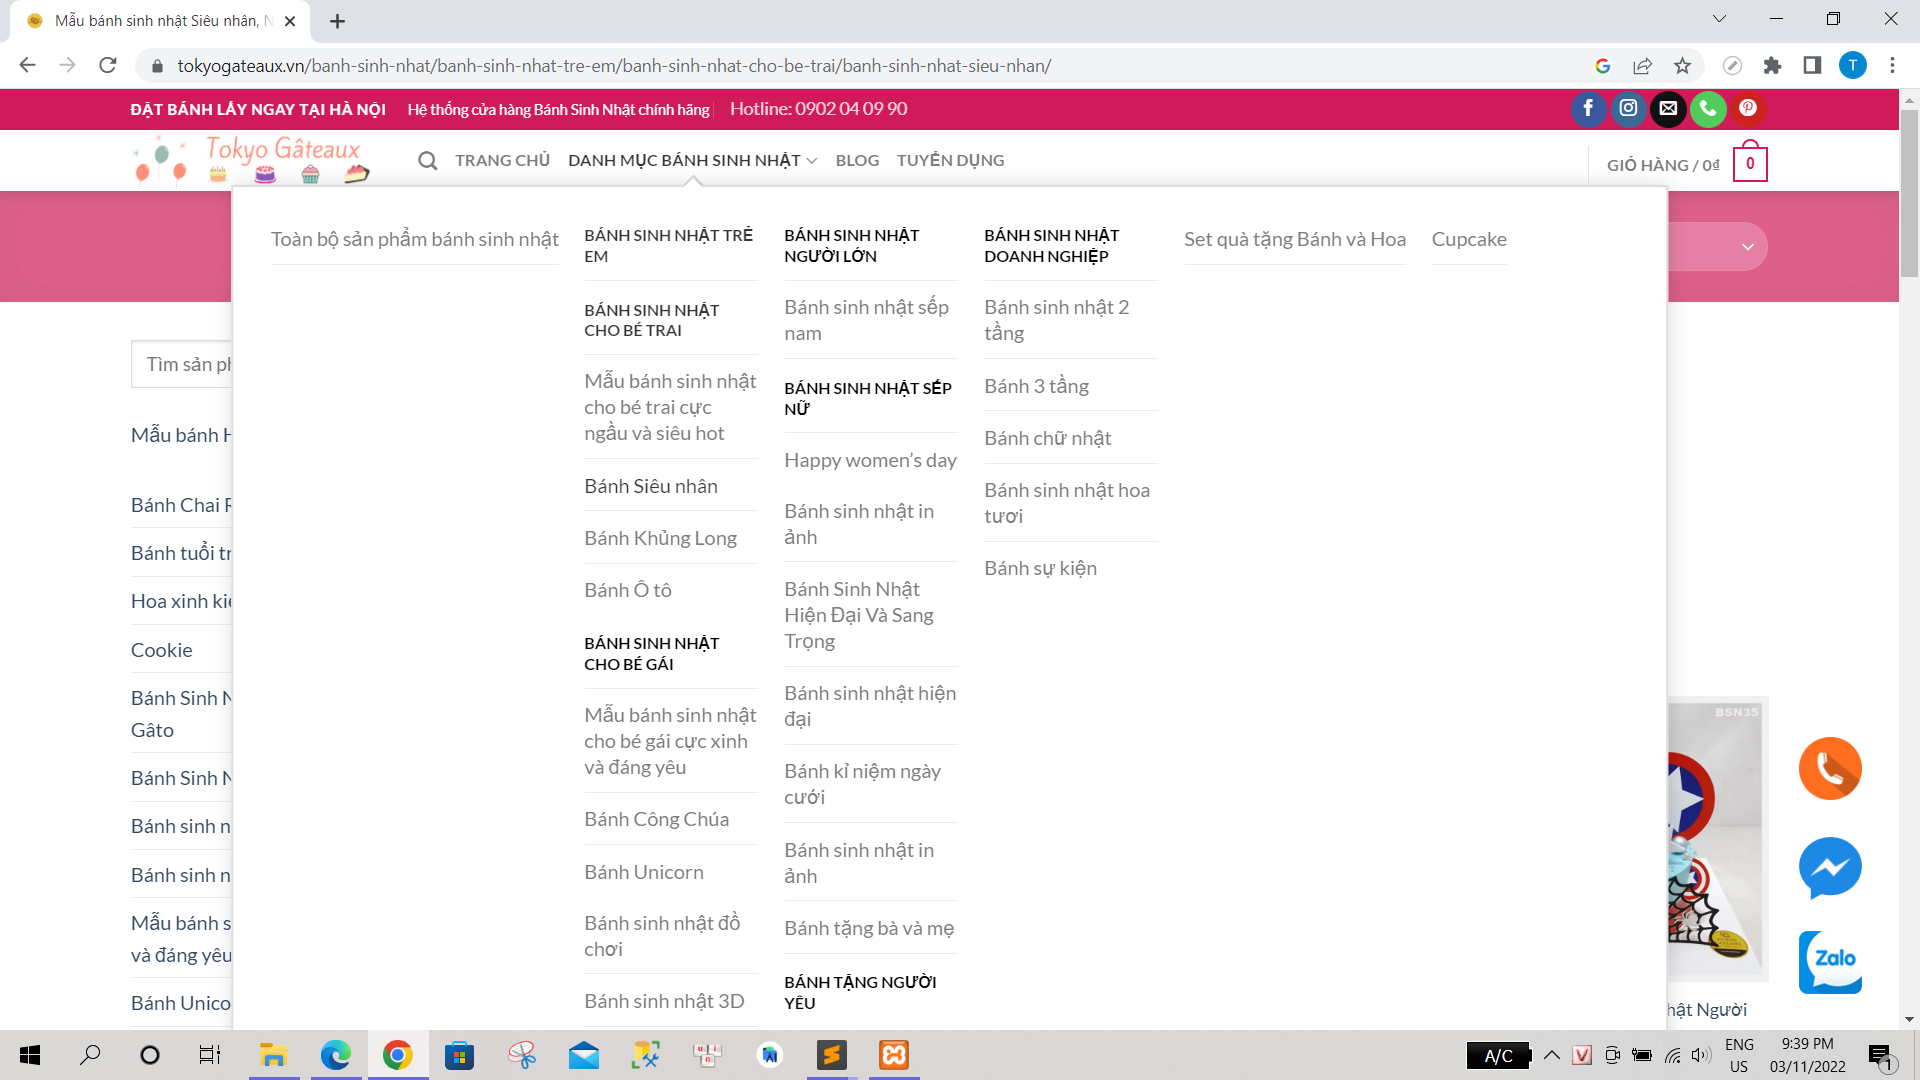 Mẫu bánh sinh nhật Siêu nhân, N
tokyogateaux.vn/banh-sinh-nhat/banh-sinh-nhat-tre-em/banh-sinh-nhat-cho-be-trai/banh-sinh-nhat-sieu-nhan/
T
ĐẶT BÁNH LẤY NGAY TẠI HÀ NỘI
Hệ thống cửa hàng Bánh Sinh Nhật chính hãng
Hotline: 0902 04 09 90
Tokyo Gâteaux
TRANG CHỦ
DANH MỤC BÁNH SINH NHẬT
BLOG
TUYỂN DỤNG
GIỎ HÀNG / 0₫
0
Tìm sản ph
Mẫu bánh H
Bánh Chai R
Bánh tuổi tr
Hoa xinh kiể
Cookie
Bánh Sinh N
Gâto
Bánh Sinh N
Bánh sinh n
Bánh sinh n
Mẫu bánh s
và đáng yêu
Bánh Unico
Toàn bộ sản phẩm bánh sinh nhật
BÁNH SINH NHẬT TRẺ
EM
BÁNH SINH NHẬT
CHO BÉ TRAI
Mẫu bánh sinh nhật
cho bé trai cực
ngầu và siêu hot
Bánh Siêu nhân
Bánh Khủng Long
Bánh Ô tô
BÁNH SINH NHẬT
CHO BÉ GÁI
Mẫu bánh sinh nhật
cho bé gái cực xinh
và đáng yêu
Bánh Công Chúa
Bánh Unicorn
Bánh sinh nhật đồ
chơi
Bánh sinh nhật 3D
BÁNH SINH NHẬT
NGƯỜI LỚN
Bánh sinh nhật sếp
nam
BÁNH SINH NHẬT SẾP
NỮ
Happy women’s day
Bánh sinh nhật in
ảnh
Bánh Sinh Nhật
Hiện Đại Và Sang
Trọng
Bánh sinh nhật hiện
đại
Bánh kỉ niệm ngày
cưới
Bánh sinh nhật in
ảnh
Bánh tặng bà và mẹ
BÁNH TẶNG NGƯỜI
YÊU
BÁNH SINH NHẬT
DOANH NGHIỆP
Bánh sinh nhật 2
tầng
Bánh 3 tầng
Bánh chữ nhật
Bánh sinh nhật hoa
tươi
Bánh sự kiện
Set quà tặng Bánh và Hoa
Cupcake
BSN35
hật Người
Zalo
A/C
ENG
US
9:39 PM
03/11/2022
1